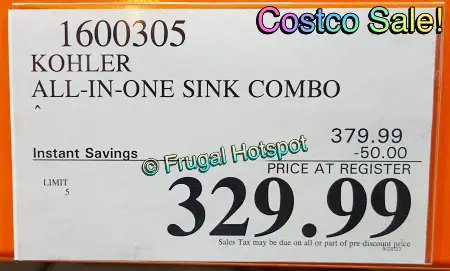 Costco Sale!
1600305
KOHLER
ALL-IN-ONE SINK COMBO
^
379.99
Instant Savings -50.00
© Frugal Hotspot
PRICE AT REGISTER
LIMIT
5
329.99
Sales Tax may be due on all or part of pre-discount price